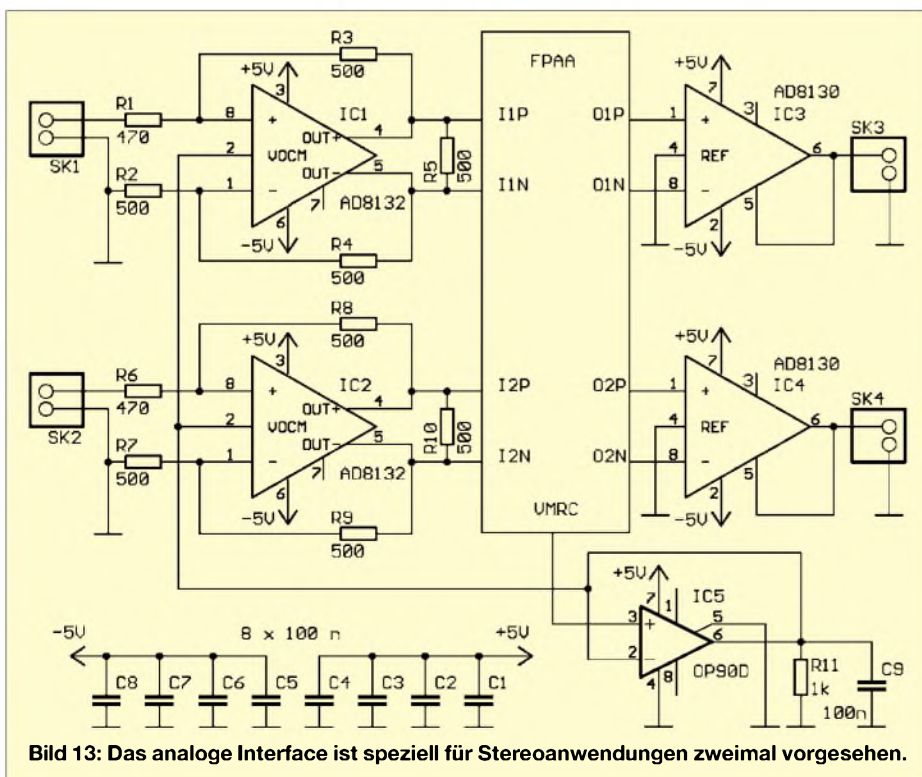 R3
500
+5V
3
R1
470
8
+
IC1
OUT+
4
2
VOCM
OUT-
5
SK1
R2
500
1
-
7
AD8132
6
-5V
R4
500
R5
500
FPAA
I1P
O1P
I1N
O1N
+5V
7
AD8130
3
IC3
1
+
4
REF
6
8
-
5
2
-5V
SK3
R8
500
+5V
3
R6
470
8
+
IC2
OUT+
4
2
VOCM
OUT-
5
SK2
R7
500
1
-
7
AD8132
6
-5V
R9
500
R10
500
I2P
O2P
I2N
O2N
VMRC
+5V
7
AD8130
3
IC4
1
+
4
REF
6
8
-
5
2
-5V
SK4
+5V
7
1
IC5
3
+
5
6
2
-
OP90D
4
8
R11
1k
C9
100n
-5V
8 x 100 n
+5V
C8
C7
C6
C5
C4
C3
C2
C1
Bild 13: Das analoge Interface ist speziell für Stereoanwendungen zweimal vorgesehen.